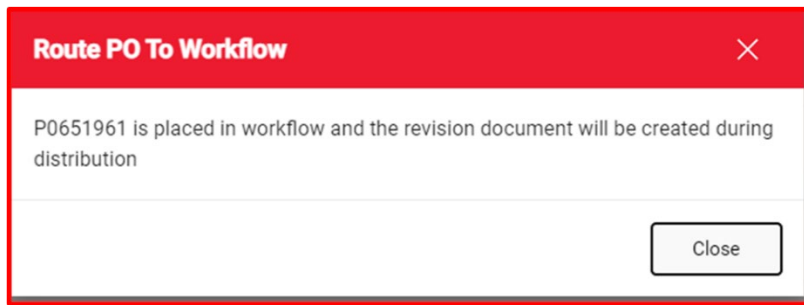 Route PO To Workflow
P0651961 is placed in workflow and the revision document will be created during
distribution
Close